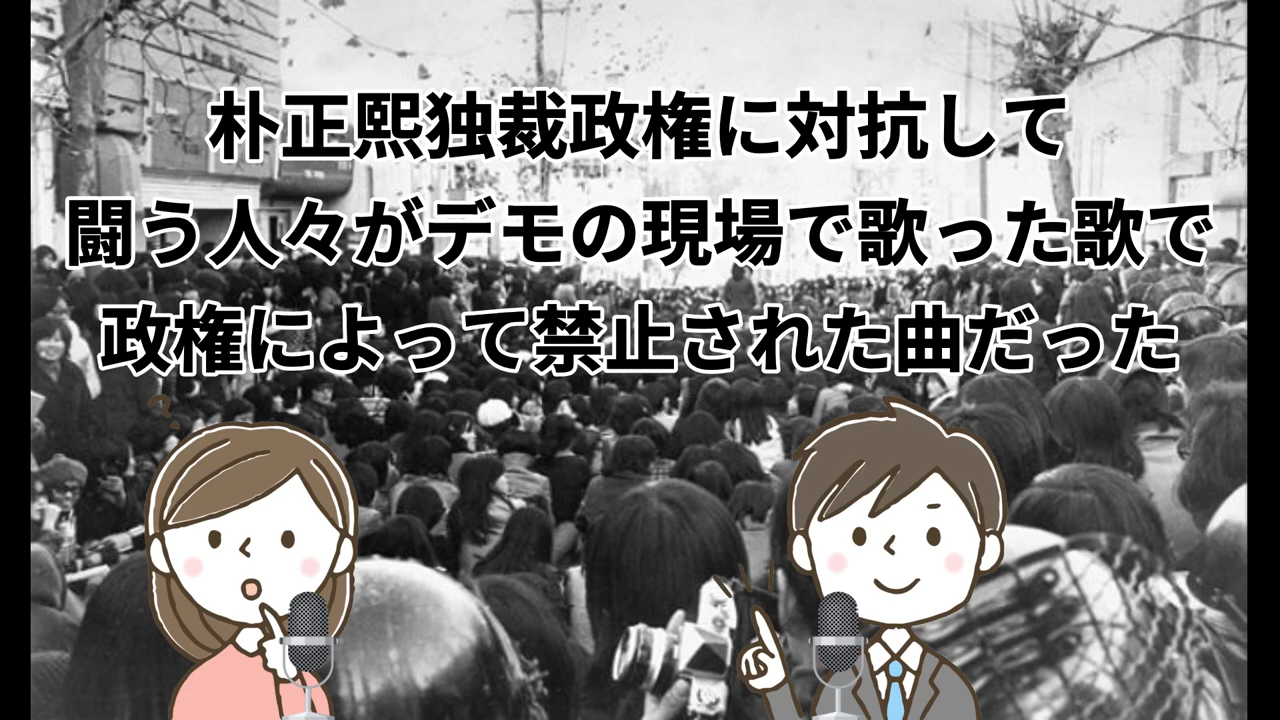 朴正熙独裁政権に対抗して
闘う人々がデモの現場で歌った歌で
政権によって禁止された曲だった
?